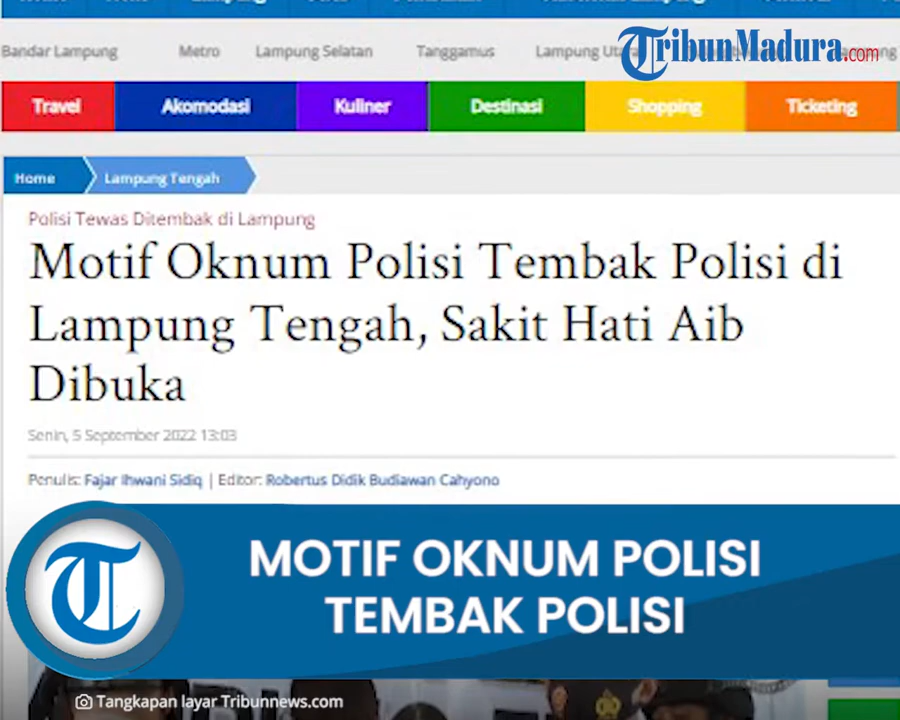 TribunMadura.com
Bandar Lampung Metro Lampung Selatan Tanggamus Lampung
Travel Akomodasi Kuliner Destinasi Shopping Ticketing
Home Lampung Tengah
Polisi Tewas Ditembak di Lampung
Motif Oknum Polisi Tembak Polisi di
Lampung Tengah, Sakit Hati Aib
Dibuka
Senin, 5 September 2022 13:03
Penulis: Fajar Ihwani Sidiq | Editor: Robertus Didik Budiawan Cahyono
MOTIF OKNUM POLISI
TEMBAK POLISI
Tangkapan layar Tribunnews.com